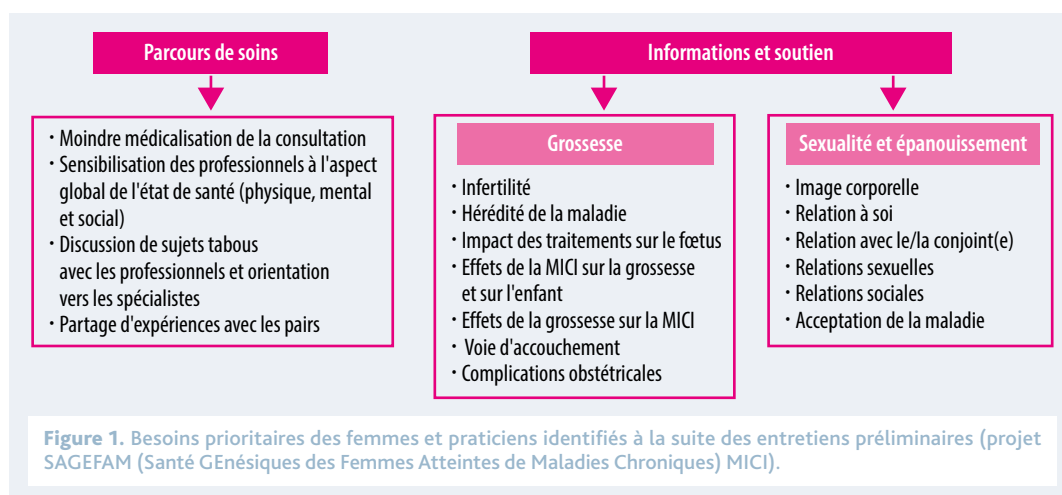 Parcours de soins
• Moindre médicalisation de la consultation
• Sensibilisation des professionnels à l'aspect
global de l'état de santé (physique, mental
et social)
• Discussion de sujets tabous
avec les professionnels et orientation
vers les spécialistes
• Partage d'expériences avec les pairs
Informations et soutien
Grossesse
• Infertilité
• Hérédité de la maladie
• Impact des traitements sur le fœtus
• Effets de la MICI sur la grossesse
et sur l'enfant
• Effets de la grossesse sur la MICI
• Voie d'accouchement
• Complications obstétricales
Sexualité et épanouissement
• Image corporelle
• Relation à soi
• Relation avec le/la conjoint(e)
• Relations sexuelles
• Relations sociales
• Acceptation de la maladie
Figure 1. Besoins prioritaires des femmes et praticiens identifiés à la suite des entretiens préliminaires (projet
SAGEFAM (Santé GEnésiques des Femmes Atteintes de Maladies Chroniques) MICI).